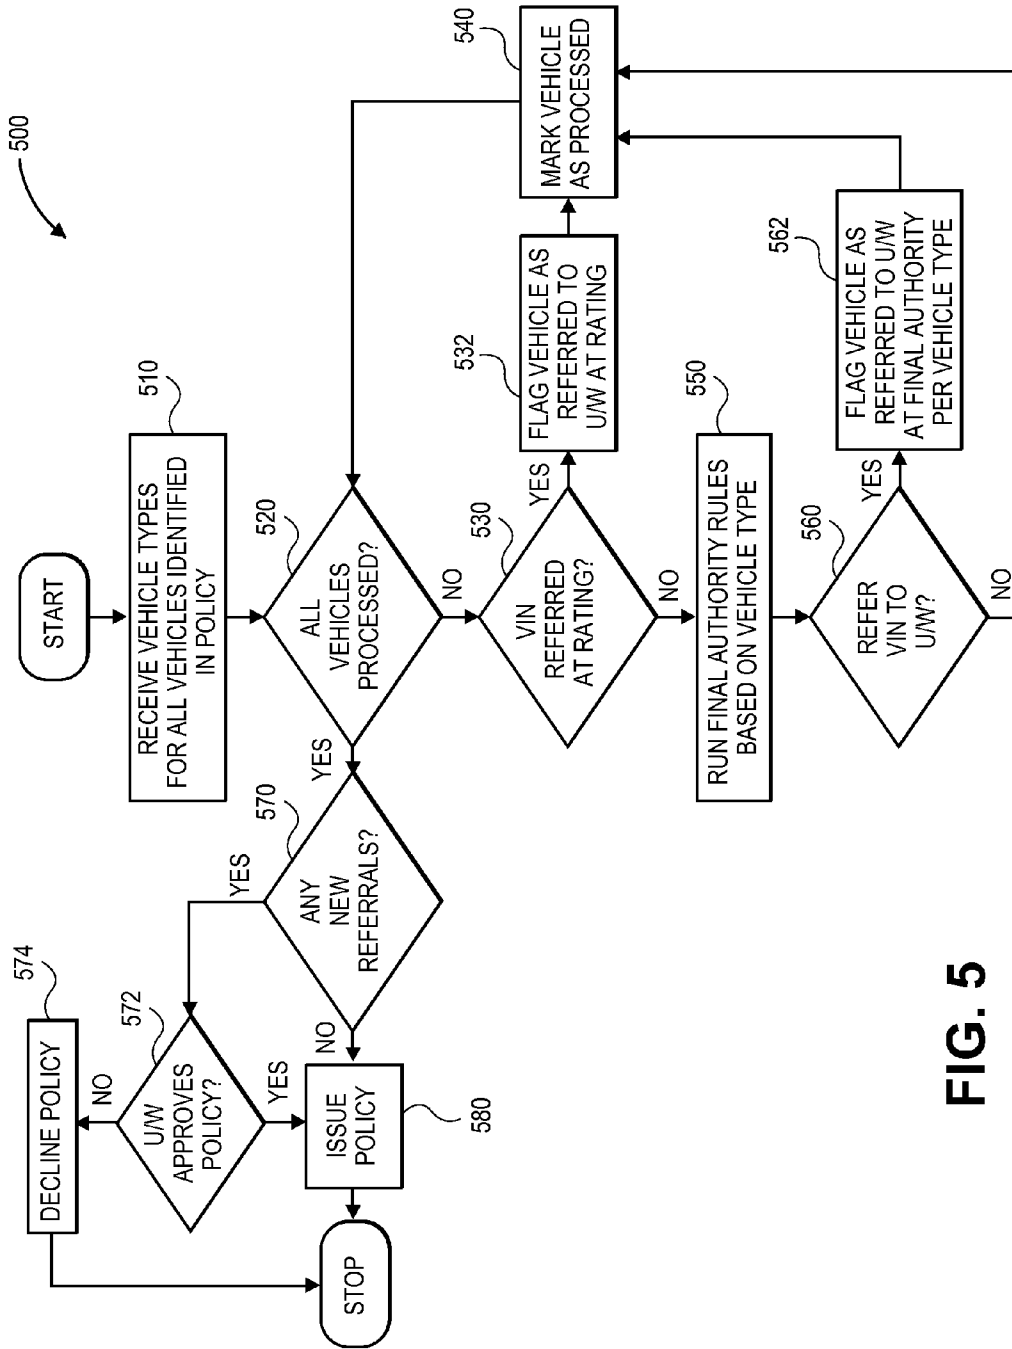 500
START
510
RECEIVE VEHICLE TYPES
FOR ALL VEHICLES IDENTIFIED
IN POLICY
520
ALL
VEHICLES
PROCESSED?
YES
NO
530
VIN
REFERRED
AT RATING?
YES
NO
532
FLAG VEHICLE AS
REFERRED TO
U/W AT RATING
540
MARK VEHICLE
AS PROCESSED
550
RUN FINAL AUTHORITY RULES
BASED ON VEHICLE TYPE
560
REFER
VIN TO
U/W?
YES
NO
562
FLAG VEHICLE AS
REFERRED TO U/W
AT FINAL AUTHORITY
PER VEHICLE TYPE
570
ANY
NEW
REFERRALS?
YES
NO
572
U/W
APPROVES
POLICY?
NO
YES
574
DECLINE POLICY
580
ISSUE
POLICY
STOP
FIG. 5